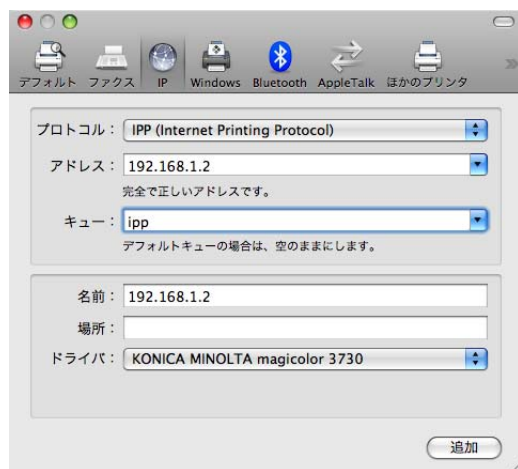 デフォルト ファクス IP Windows Bluetooth AppleTalk ほかのプリンタ
プロトコル： IPP (Internet Printing Protocol)
アドレス： 192.168.1.2
完全で正しいアドレスです。
キュー： ipp
デフォルトキューの場合は、空のままにします。
名前： 192.168.1.2
場所：
ドライバ： KONICA MINOLTA magicolor 3730
追加